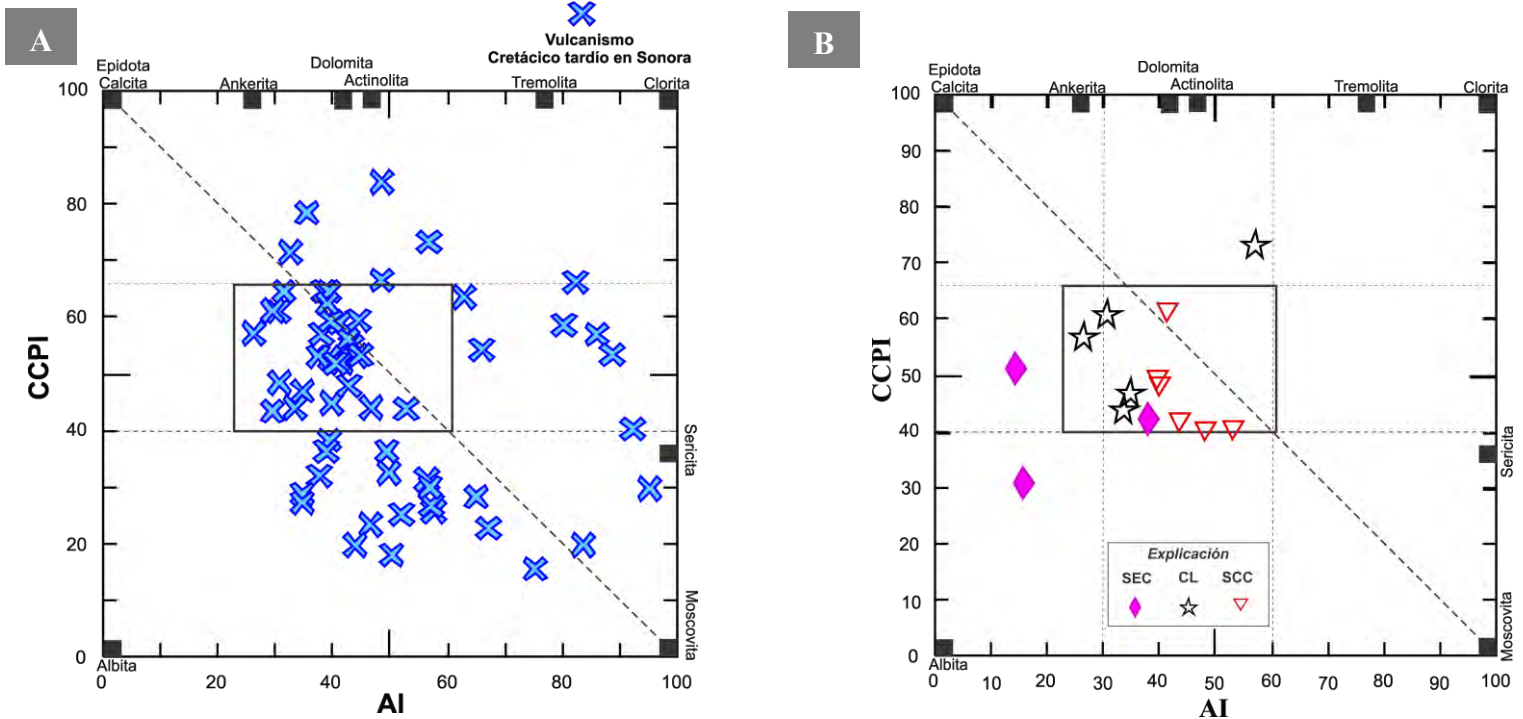 A
Vulcanismo
Cretácico tardío en Sonora
Epidota
Calcita
Ankerita
Dolomita
Actinolita
Tremolita
Clorita
100
80
60
40
20
0
CCPI
Sericita
Moscovita
Albita
0
20
40
60
80
100
AI
B
Epidota
Calcita
Ankerita
Dolomita
Actinolita
Tremolita
Clorita
100
90
80
70
60
50
40
30
20
10
0
CCPI
Sericita
Moscovita
Explicación
SEC CL SCC
Albita
0 10 20 30 40 50 60 70 80 90 100
AI